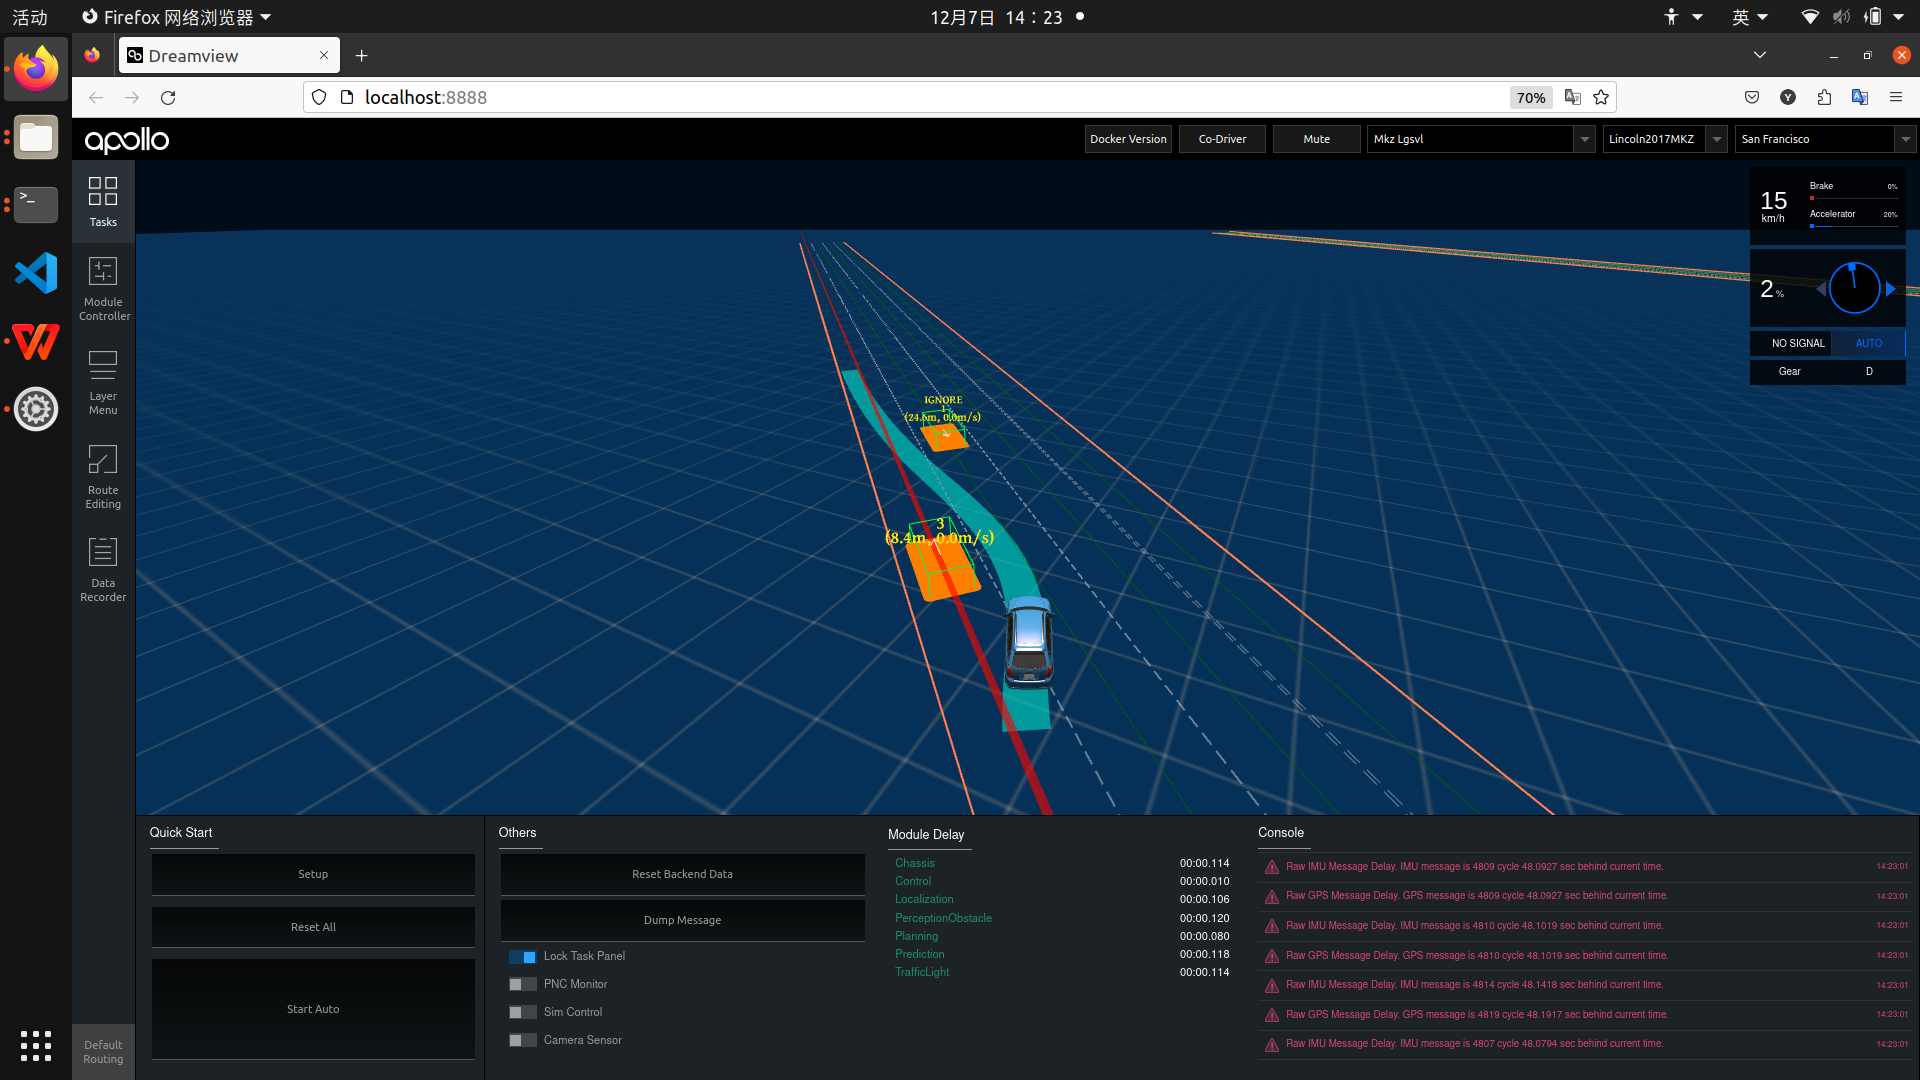 活动
Firefox 网络浏览器
12月7日 14：23
英
Dreamview
localhost:8888
70%
apollo
Docker Version
Co-Driver
Mute
Mkz Lgsvl
Lincoln2017MKZ
San Francisco
Tasks
Module
Controller
Layer
Menu
Route
Editing
Data
Recorder
Default
Routing
15
km/h
Brake
0%
Accelerator
20%
2 %
NO SIGNAL
AUTO
Gear
D
IGNORE
1
(24.6m, 0.0m/s)
3
(8.4m, 0.0m/s)
Quick Start
Setup
Reset All
Start Auto
Others
Reset Backend Data
Dump Message
Lock Task Panel
PNC Monitor
Sim Control
Camera Sensor
Module Delay
Chassis 00:00.114
Control 00:00.010
Localization 00:00.106
PerceptionObstacle 00:00.120
Planning 00:00.080
Prediction 00:00.118
TrafficLight 00:00.114
Console
Raw IMU Message Delay. IMU message is 4809 cycle 48.0927 sec behind current time. 14:23:01
Raw GPS Message Delay. GPS message is 4809 cycle 48.0927 sec behind current time. 14:23:01
Raw IMU Message Delay. IMU message is 4810 cycle 48.1019 sec behind current time. 14:23:01
Raw GPS Message Delay. GPS message is 4810 cycle 48.1019 sec behind current time. 14:23:01
Raw IMU Message Delay. IMU message is 4814 cycle 48.1418 sec behind current time. 14:23:01
Raw GPS Message Delay. GPS message is 4819 cycle 48.1917 sec behind current time. 14:23:01
Raw IMU Message Delay. IMU message is 4807 cycle 48.0794 sec behind current time. 14:23:01